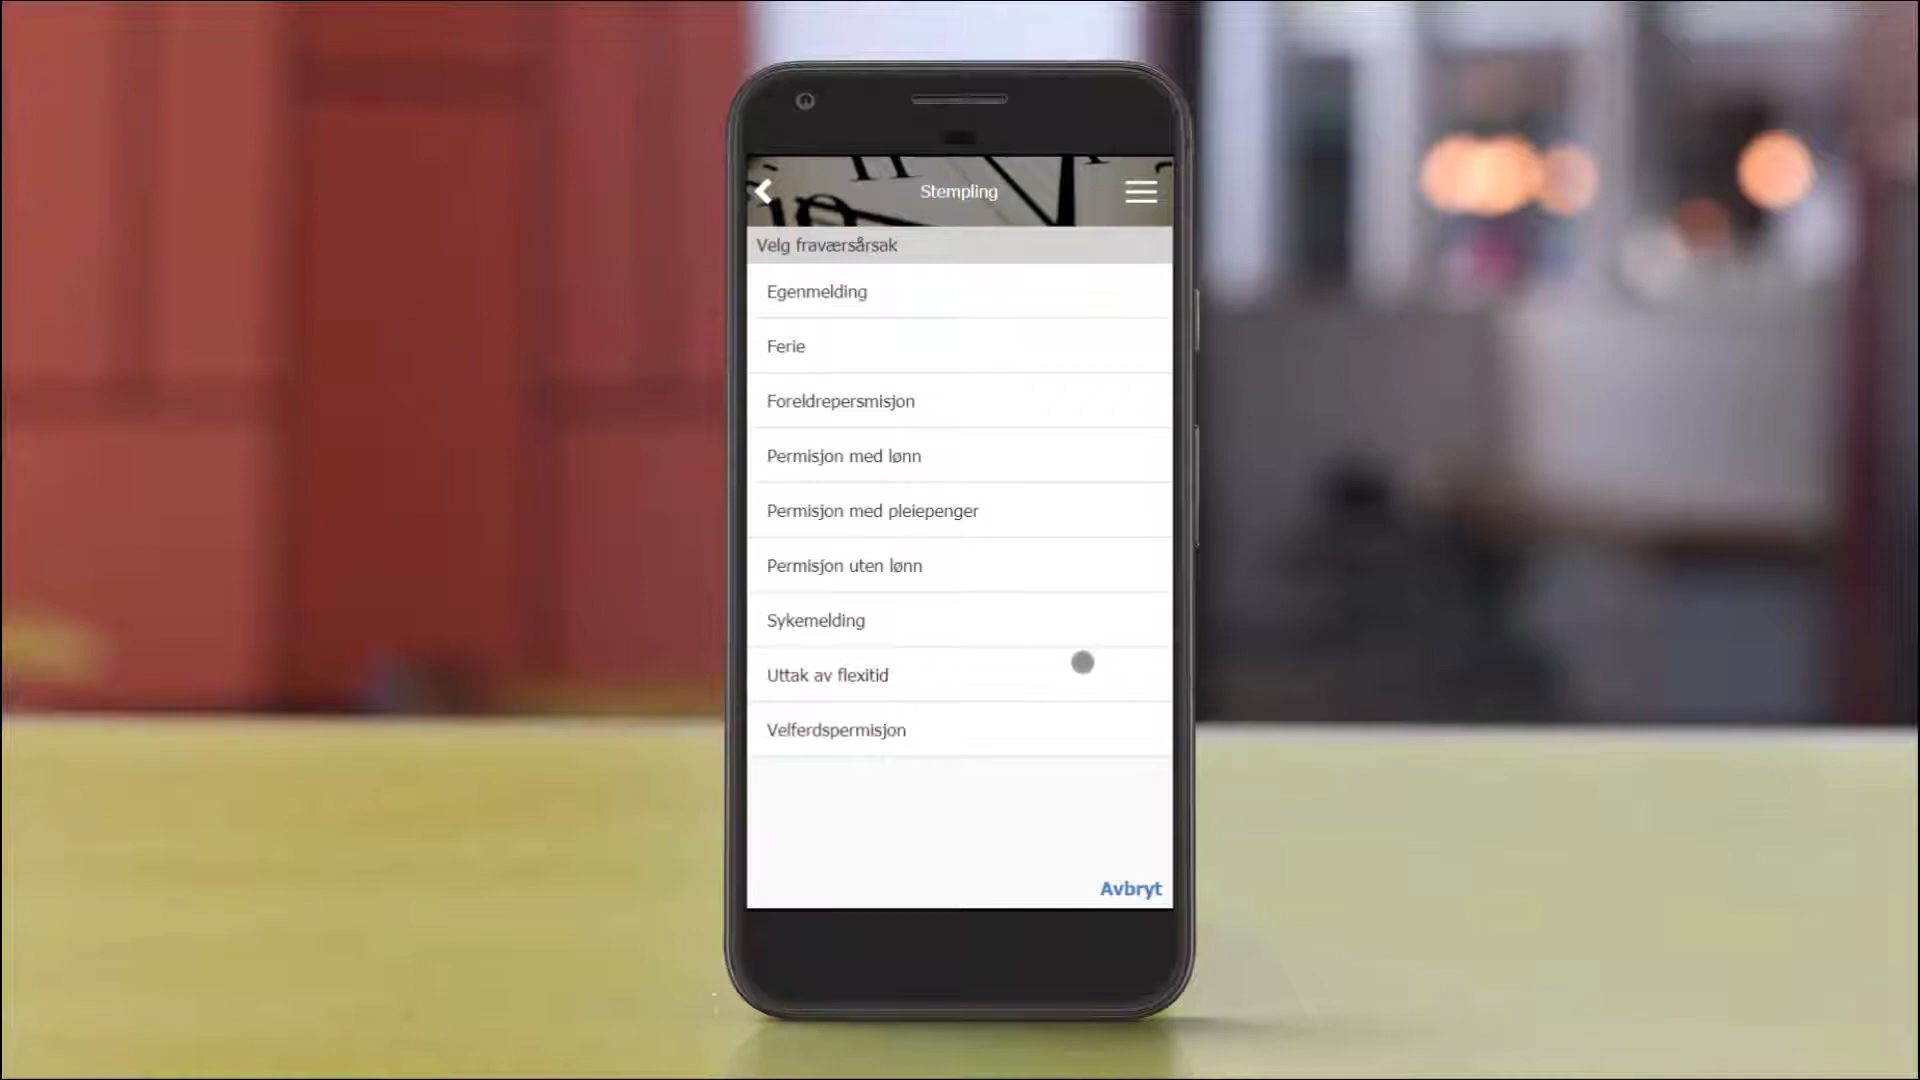 Stempling
Velg fraværsårsak
Egenmelding
Ferie
Foreldrepersmisjon
Permisjon med lønn
Permisjon med pleiepenger
Permisjon uten lønn
Sykemelding
Uttak av flexitid
Velferdspermisjon
Avbryt